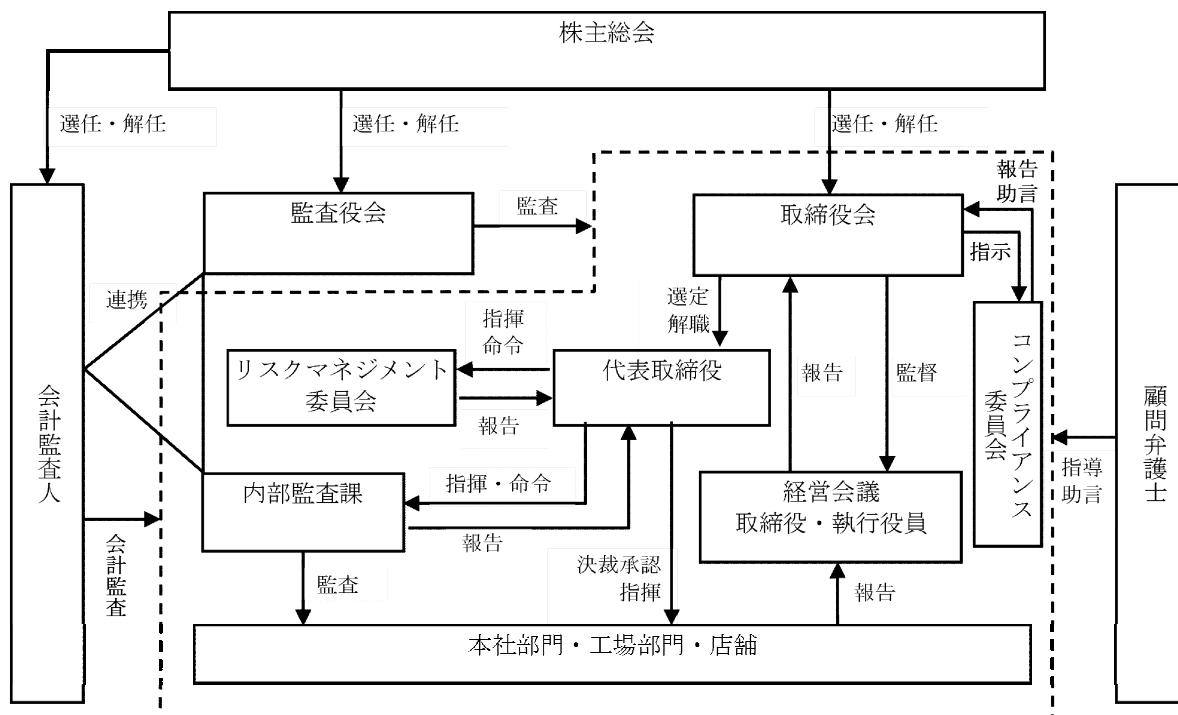 株主総会
選任・解任
選任・解任
選任・解任
監査役会
監査
取締役会
報告
助言
指示
連携
選定
解職
指揮
命令
リスクマネジメント
委員会
報告
代表取締役
報告
監督
コンプライアンス
委員会
会計監査人
顧問弁護士
指導
助言
内部監査課
指揮・命令
報告
経営会議
取締役・執行役員
会計監査
監査
決裁承認
指揮
報告
本社部門・工場部門・店舗